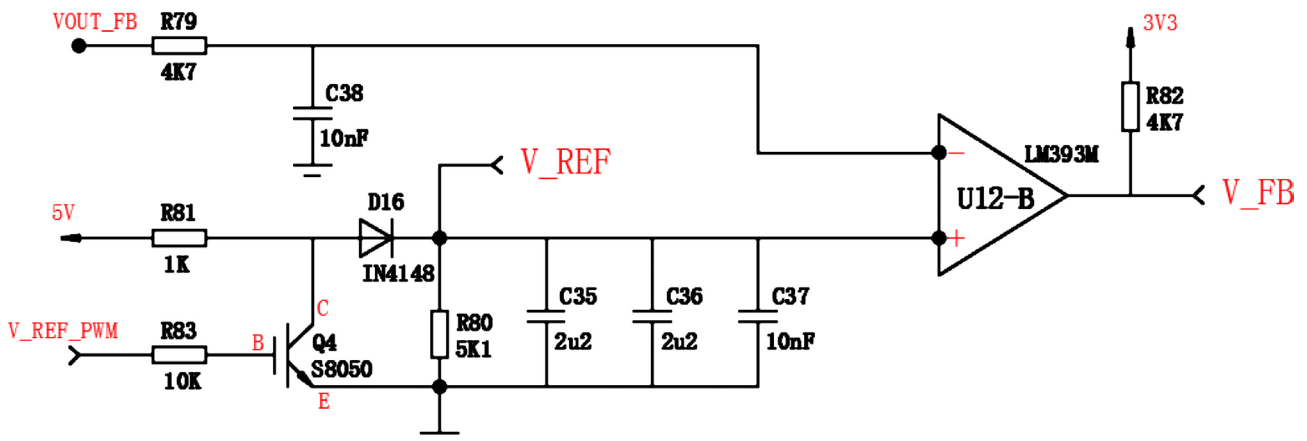 VOUT_FB
R79
4K7
C38
10nF
3V3
R82
4K7
LM393M
V_REF
−
U12-B
+
V_FB
5V
R81
1K
D16
IN4148
C35
2u2
C36
2u2
C37
10nF
R80
5K1
V_REF_PWM
R83
10K
B
C
Q4
S8050
E